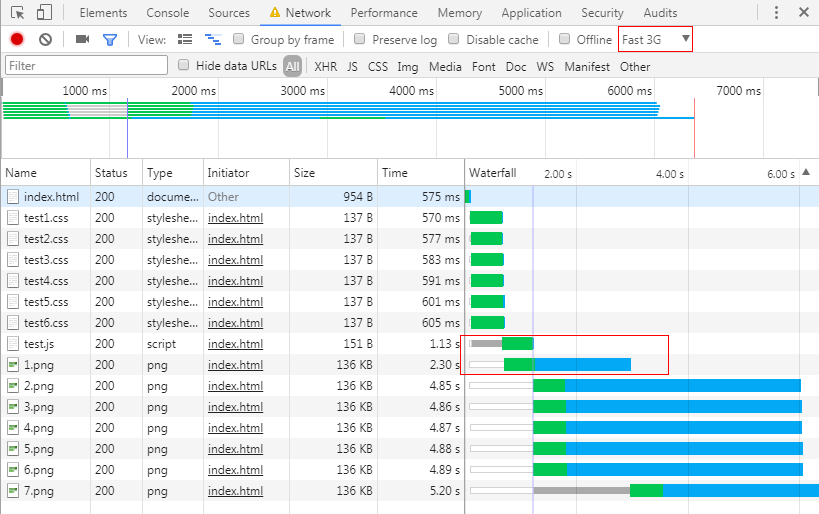 Elements Console Sources Network Performance Memory Application Security Audits
View: Group by frame Preserve log Disable cache Offline Fast 3G
Filter Hide data URLs All XHR JS CSS Img Media Font Doc WS Manifest Other
1000 ms 2000 ms 3000 ms 4000 ms 5000 ms 6000 ms 7000 ms
Name Status Type Initiator Size Time Waterfall 2.00 s 4.00 s 6.00 s
index.html 200 docume... Other 954 B 575 ms
test1.css 200 styleshe... index.html 137 B 570 ms
test2.css 200 styleshe... index.html 137 B 577 ms
test3.css 200 styleshe... index.html 137 B 583 ms
test4.css 200 styleshe... index.html 137 B 591 ms
test5.css 200 styleshe... index.html 137 B 601 ms
test6.css 200 styleshe... index.html 137 B 605 ms
test.js 200 script index.html 151 B 1.13 s
1.png 200 png index.html 136 KB 2.30 s
2.png 200 png index.html 136 KB 4.85 s
3.png 200 png index.html 136 KB 4.86 s
4.png 200 png index.html 136 KB 4.87 s
5.png 200 png index.html 136 KB 4.88 s
6.png 200 png index.html 136 KB 4.89 s
7.png 200 png index.html 136 KB 5.20 s